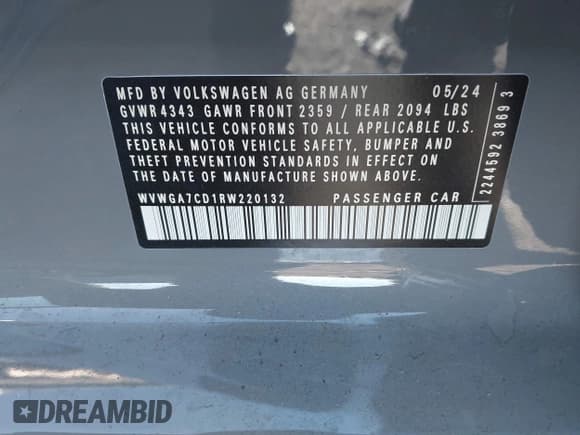 MFD BY VOLKSWAGEN AG GERMANY 05/24
GVWR 4343 GAWR FRONT 2359 / REAR 2094 LBS
THIS VEHICLE CONFORMS TO ALL APPLICABLE U.S.
FEDERAL MOTOR VEHICLE SAFETY, BUMPER AND
THEFT PREVENTION STANDARDS IN EFFECT ON
THE DATE OF MANUFACTURE SHOWN ABOVE.
WVWGA7CD1RW220132 PASSENGER CAR
2244592 3869 3
DREAMBID